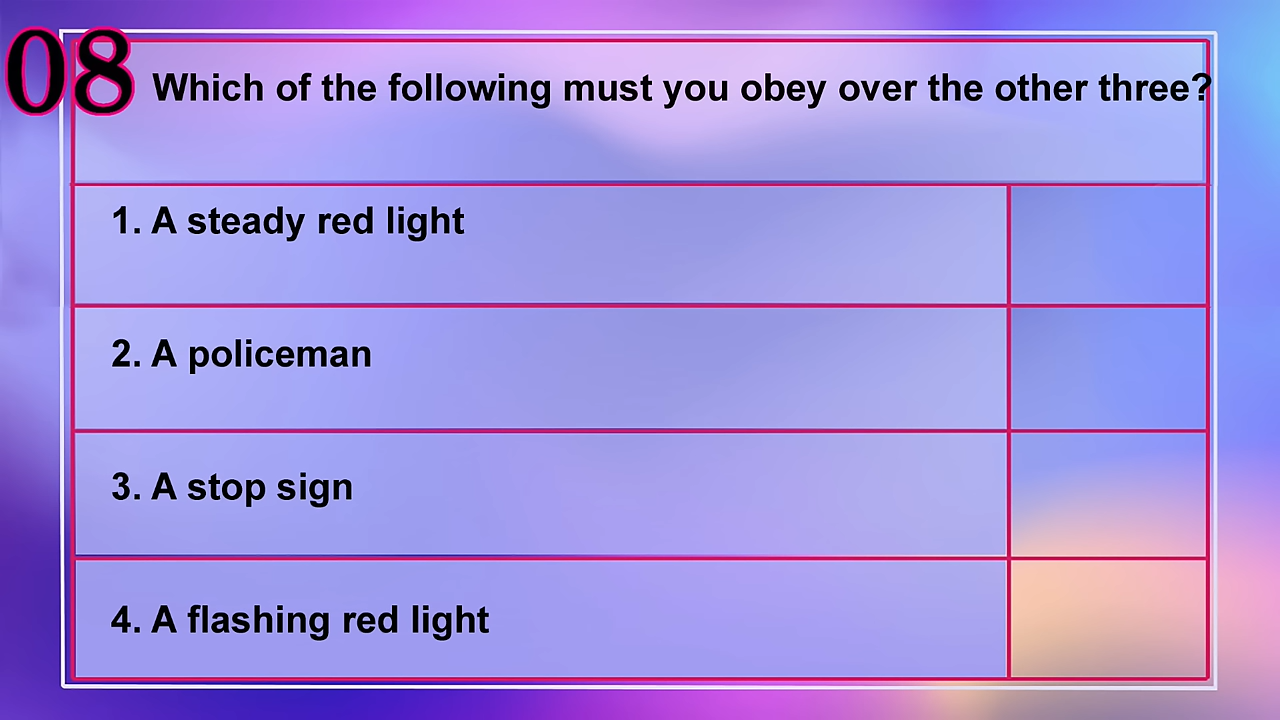 08
Which of the following must you obey over the other three?
1. A steady red light
2. A policeman
3. A stop sign
4. A flashing red light